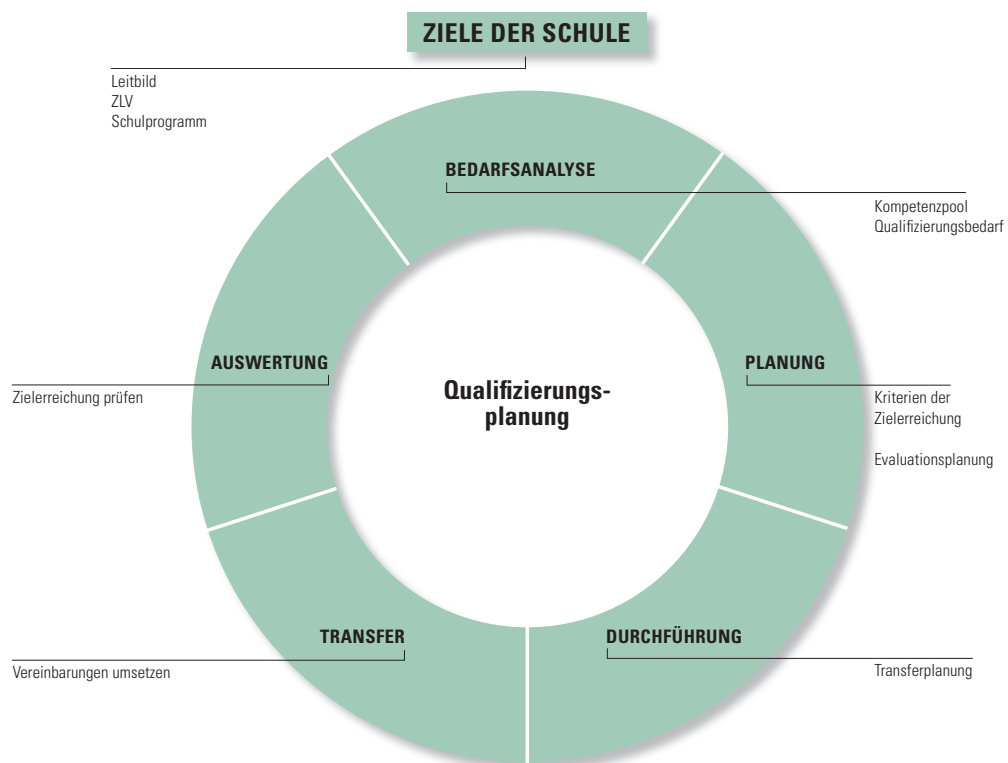 ZIELE DER SCHULE
Leitbild
ZLV
Schulprogramm
BEDARFSANALYSE
Kompetenzpool
Qualifizierungsbedarf
AUSWERTUNG
Zielerreichung prüfen
Qualifizierungs-
planung
PLANUNG
Kriterien der
Zielerreichung
Evaluationsplanung
TRANSFER
Vereinbarungen umsetzen
DURCHFÜHRUNG
Transferplanung